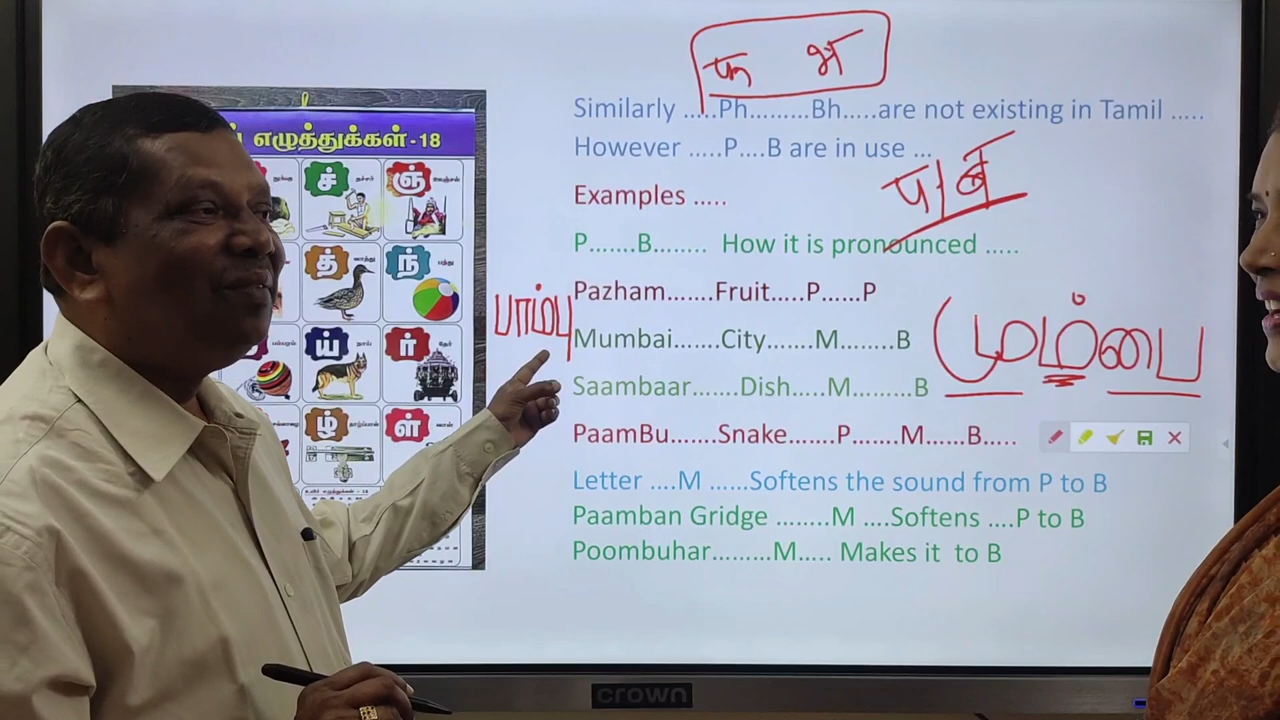 फ भ
Similarly .....Ph.........Bh.....are not existing in Tamil .....
However .....P....B are in use ...
प ब
Examples .....
P.......B........ How it is pronounced .....
Pazham.......Fruit.....P......P
பாம்பு
Mumbai.......City.......M........B
மும்பை
Saambaar.......Dish.....M.........B
PaamBu.......Snake.......P.......M......B.....
Letter ....M ......Softens the sound from P to B
Paamban Gridge ........M ....Softens ....P to B
Poombuhar.........M..... Makes it to B
எழுத்துக்கள்-18
ச் ஞ்
த் ந்
ய் ர்
ழ் ள்
crown